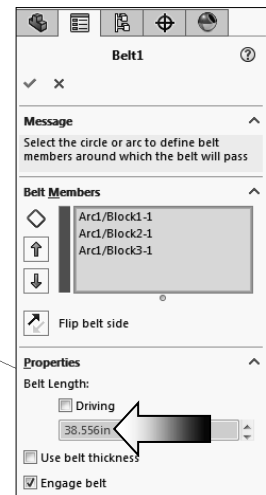 Belt1
Message
Select the circle or arc to define belt
members around which the belt will pass
Belt Members
Arc1/Block1-1
Arc1/Block2-1
Arc1/Block3-1
Flip belt side
Properties
Belt Length:
Driving
38.556in
Use belt thickness
Engage belt